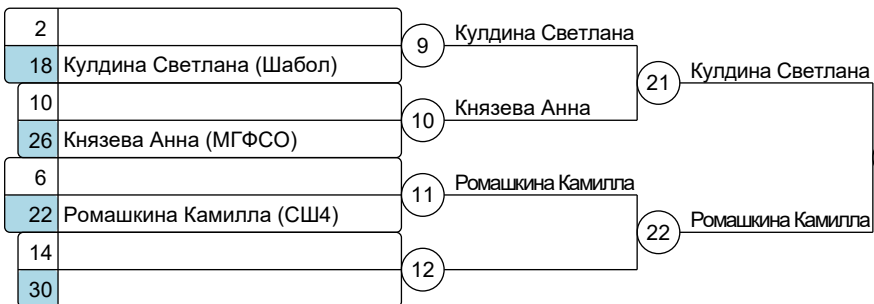 2
18 Кулдина Светлана (Шабол)
9 Кулдина Светлана
10
26 Князева Анна (МГФСО)
10 Князева Анна
21 Кулдина Светлана
6
22 Ромашкина Камилла (СШ4)
11 Ромашкина Камилла
14
30
12
22 Ромашкина Камилла